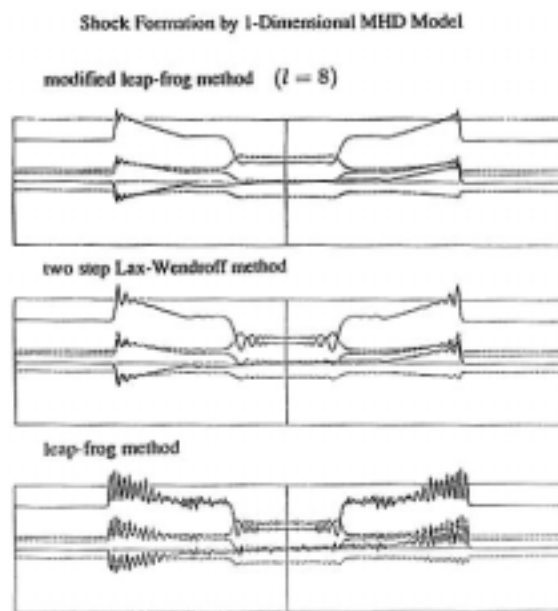 Shock Formation by 1-Dimensional MHD Model
modified leap-frog method (l = 8)
two step Lax-Wendroff method
leap-frog method